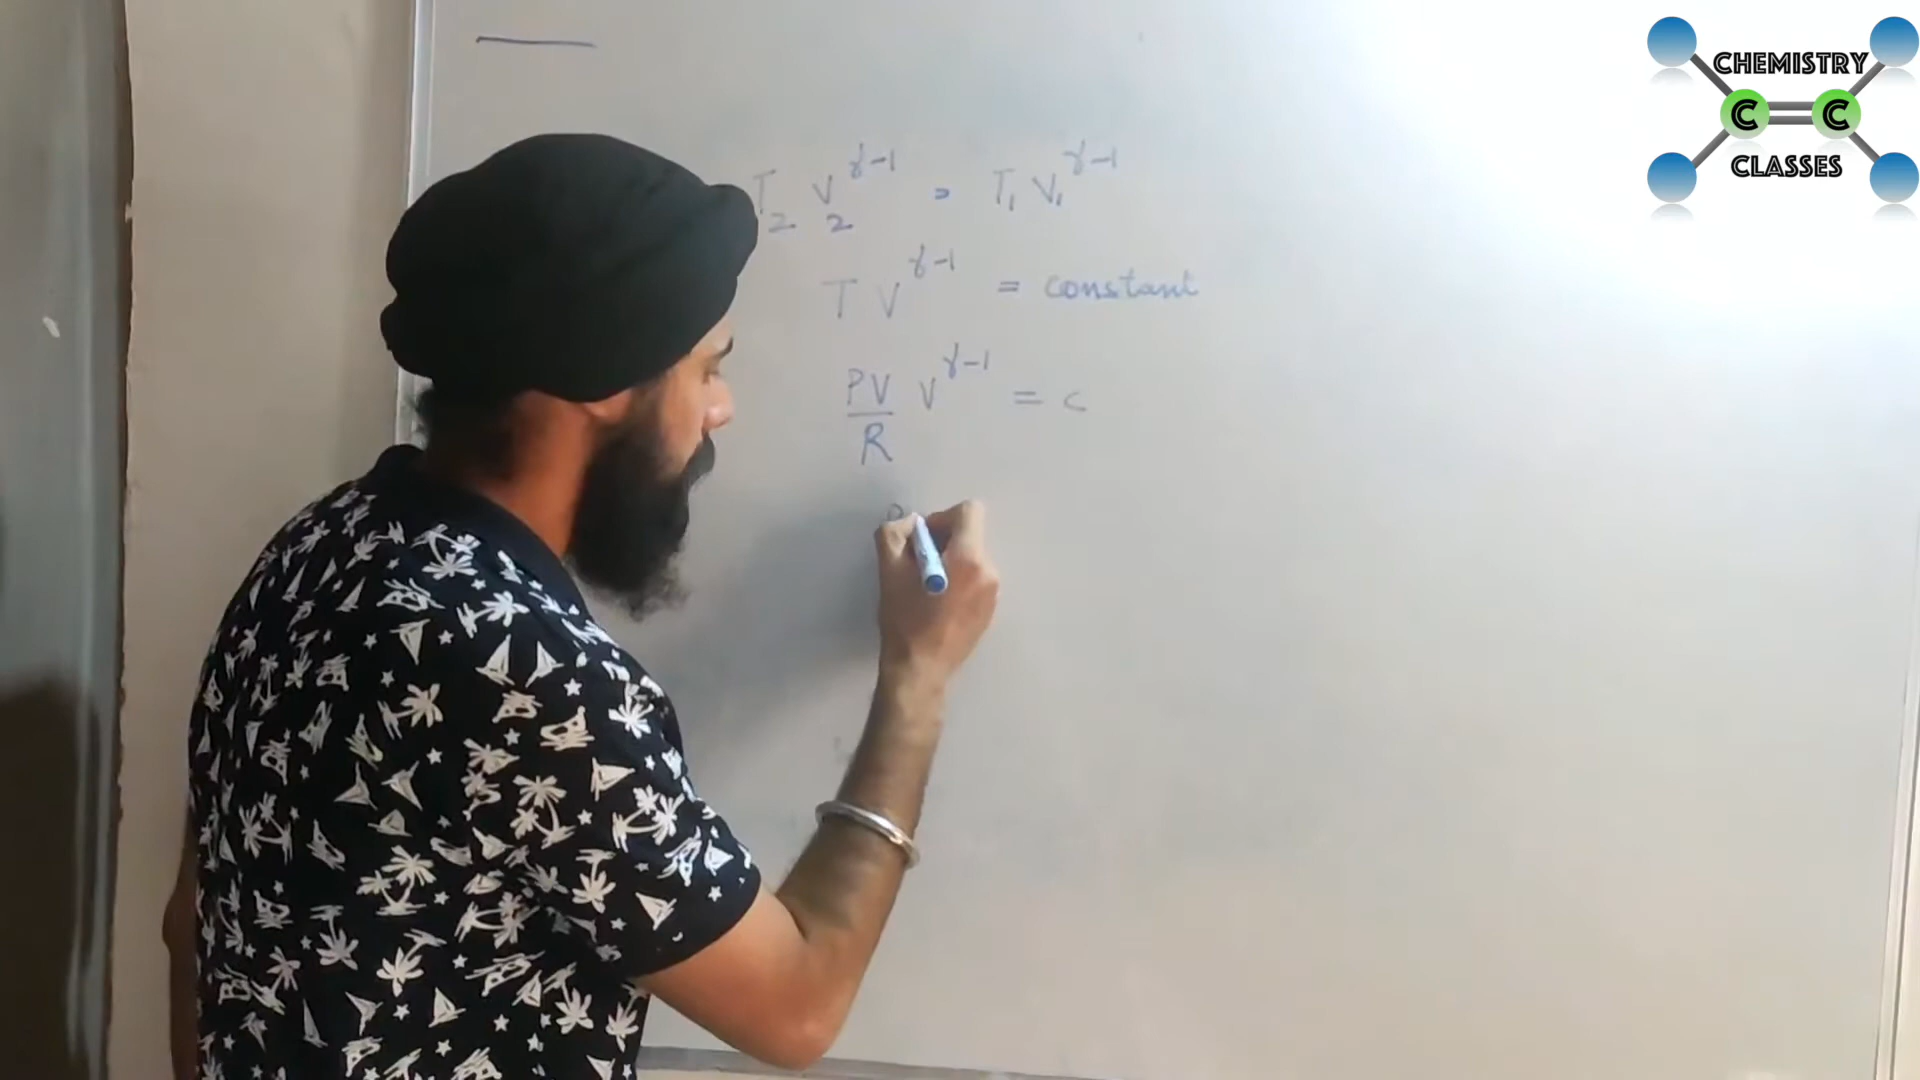 T₂ V₂^γ-1 = T₁ V₁^γ-1
T V^γ-1 = constant
PV/R V^γ-1 = c
P
CHEMISTRY
C C
CLASSES